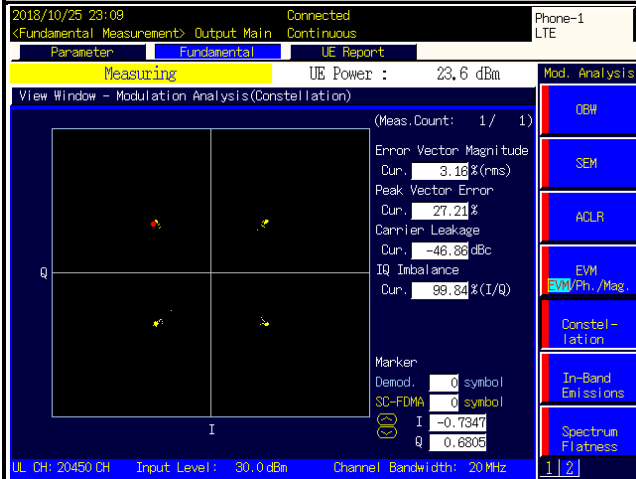 2018/10/25 23:09 Connected Phone-1
<Fundamental Measurement> Output Main Continuous LTE
Parameter Fundamental UE Report
Measuring UE Power : 23.6 dBm Mod. Analysis
View Window - Modulation Analysis(Constellation)
(Meas.Count: 1/ 1)
OBW
Error Vector Magnitude
Cur. 3.16 %(rms)
SEM
Peak Vector Error
Cur. 27.21 %
ACLR
Carrier Leakage
Cur. -46.86 dBc
IQ Imbalance
Cur. 99.84 %(I/Q)
EVM
EVM/Ph./Mag.
Q
Constel-
lation
Marker
Demod. 0 symbol
SC-FDMA 0 symbol
I -0.7347
Q 0.6805
In-Band
Emissions
I
Spectrum
Flatness
UL CH: 20450 CH Input Level: 30.0 dBm Channel Bandwidth: 20 MHz 1 2